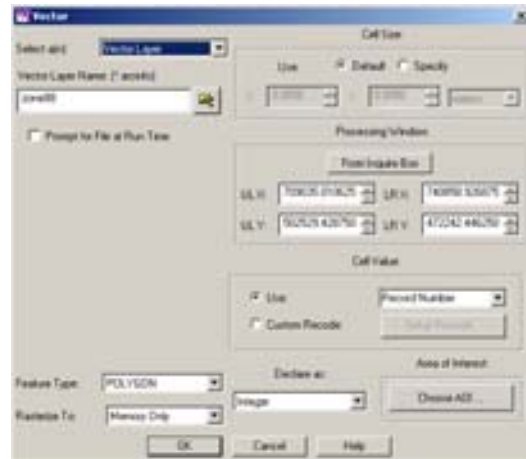 Vector
Select a(n): Vector Layer
Vector Layer Name: (*.arcinfo)
zone88
Prompt for File at Run Time
Feature Type: POLYGON
Rasterize To: Memory Only
Cell Size
Use Default Specify
Processing Window
From Inquire Box
UL X: LR X:
UL Y: LR Y:
Cell Value
Use Record Number
Custom Recode Setup Recode
Declare as:
Integer
Area of Interest
Choose AOI ...
OK Cancel Help